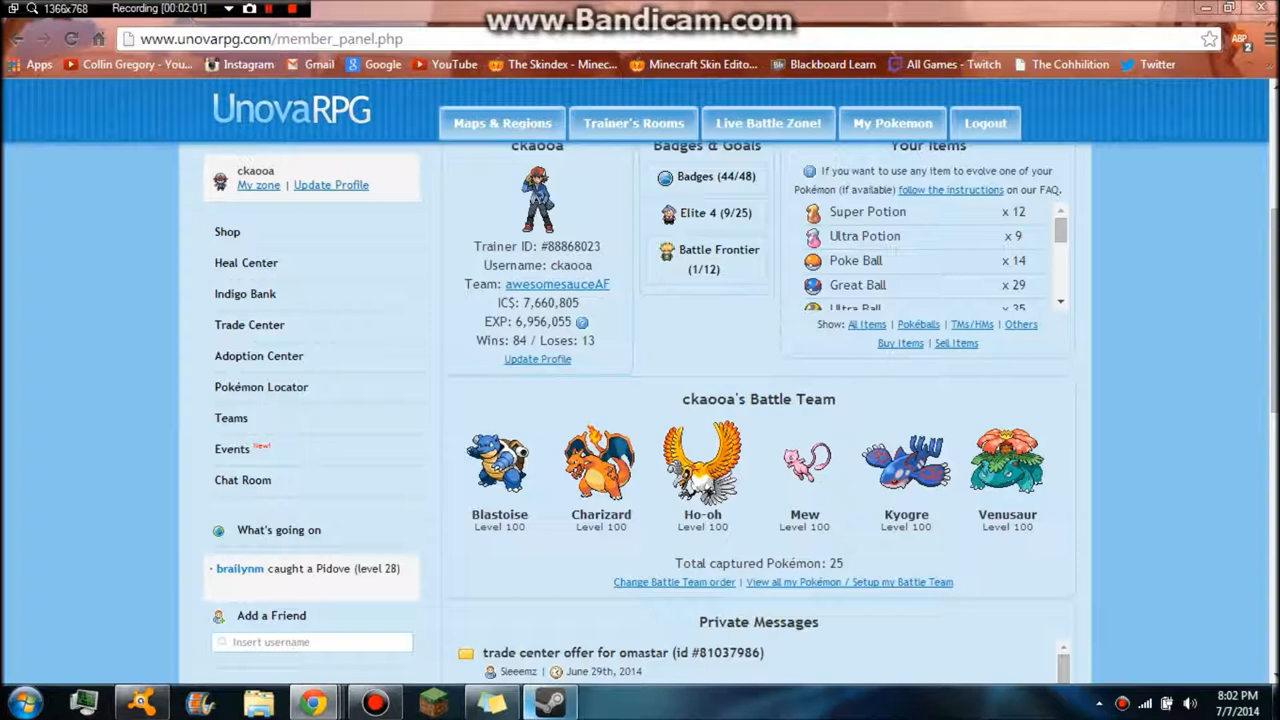 1366x768 Recording [00:02:01]
www.Bandicam.com
www.unovarpg.com/member_panel.php
ABP
2
Apps Collin Gregory - You... Instagram Gmail Google YouTube The Skindex - Minec... Minecraft Skin Edito... Blackboard Learn All Games - Twitch The Cohhilition Twitter
UnovaRPG
Maps & Regions Trainer's Rooms Live Battle Zone! My Pokemon Logout
ckaooa
My zone | Update Profile
Shop
Heal Center
Indigo Bank
Trade Center
Adoption Center
Pokémon Locator
Teams
Events New!
Chat Room
What's going on
· brailynm caught a Pidove (level 28)
Add a Friend
Insert username
ckaooa
Trainer ID: #88868023
Username: ckaooa
Team: awesomesauceAF
IC$: 7,660,805
EXP: 6,956,055
Wins: 84 / Loses: 13
Update Profile
Badges & Goals
Badges (44/48)
Elite 4 (9/25)
Battle Frontier
(1/12)
Your Items
If you want to use any item to evolve one of your
Pokémon (if available) follow the instructions on our FAQ.
Super Potion x 12
Ultra Potion x 9
Poke Ball x 14
Great Ball x 29
Ultra Ball x 35
Show: All Items | Pokéballs | TMs/HMs | Others
Buy Items | Sell Items
ckaooa's Battle Team
Blastoise Charizard Ho-oh Mew Kyogre Venusaur
Level 100 Level 100 Level 100 Level 100 Level 100 Level 100
Total captured Pokémon: 25
Change Battle Team order | View all my Pokémon / Setup my Battle Team
Private Messages
trade center offer for omastar (id #81037986)
Sleeemz | June 29th, 2014
8:02 PM
7/7/2014